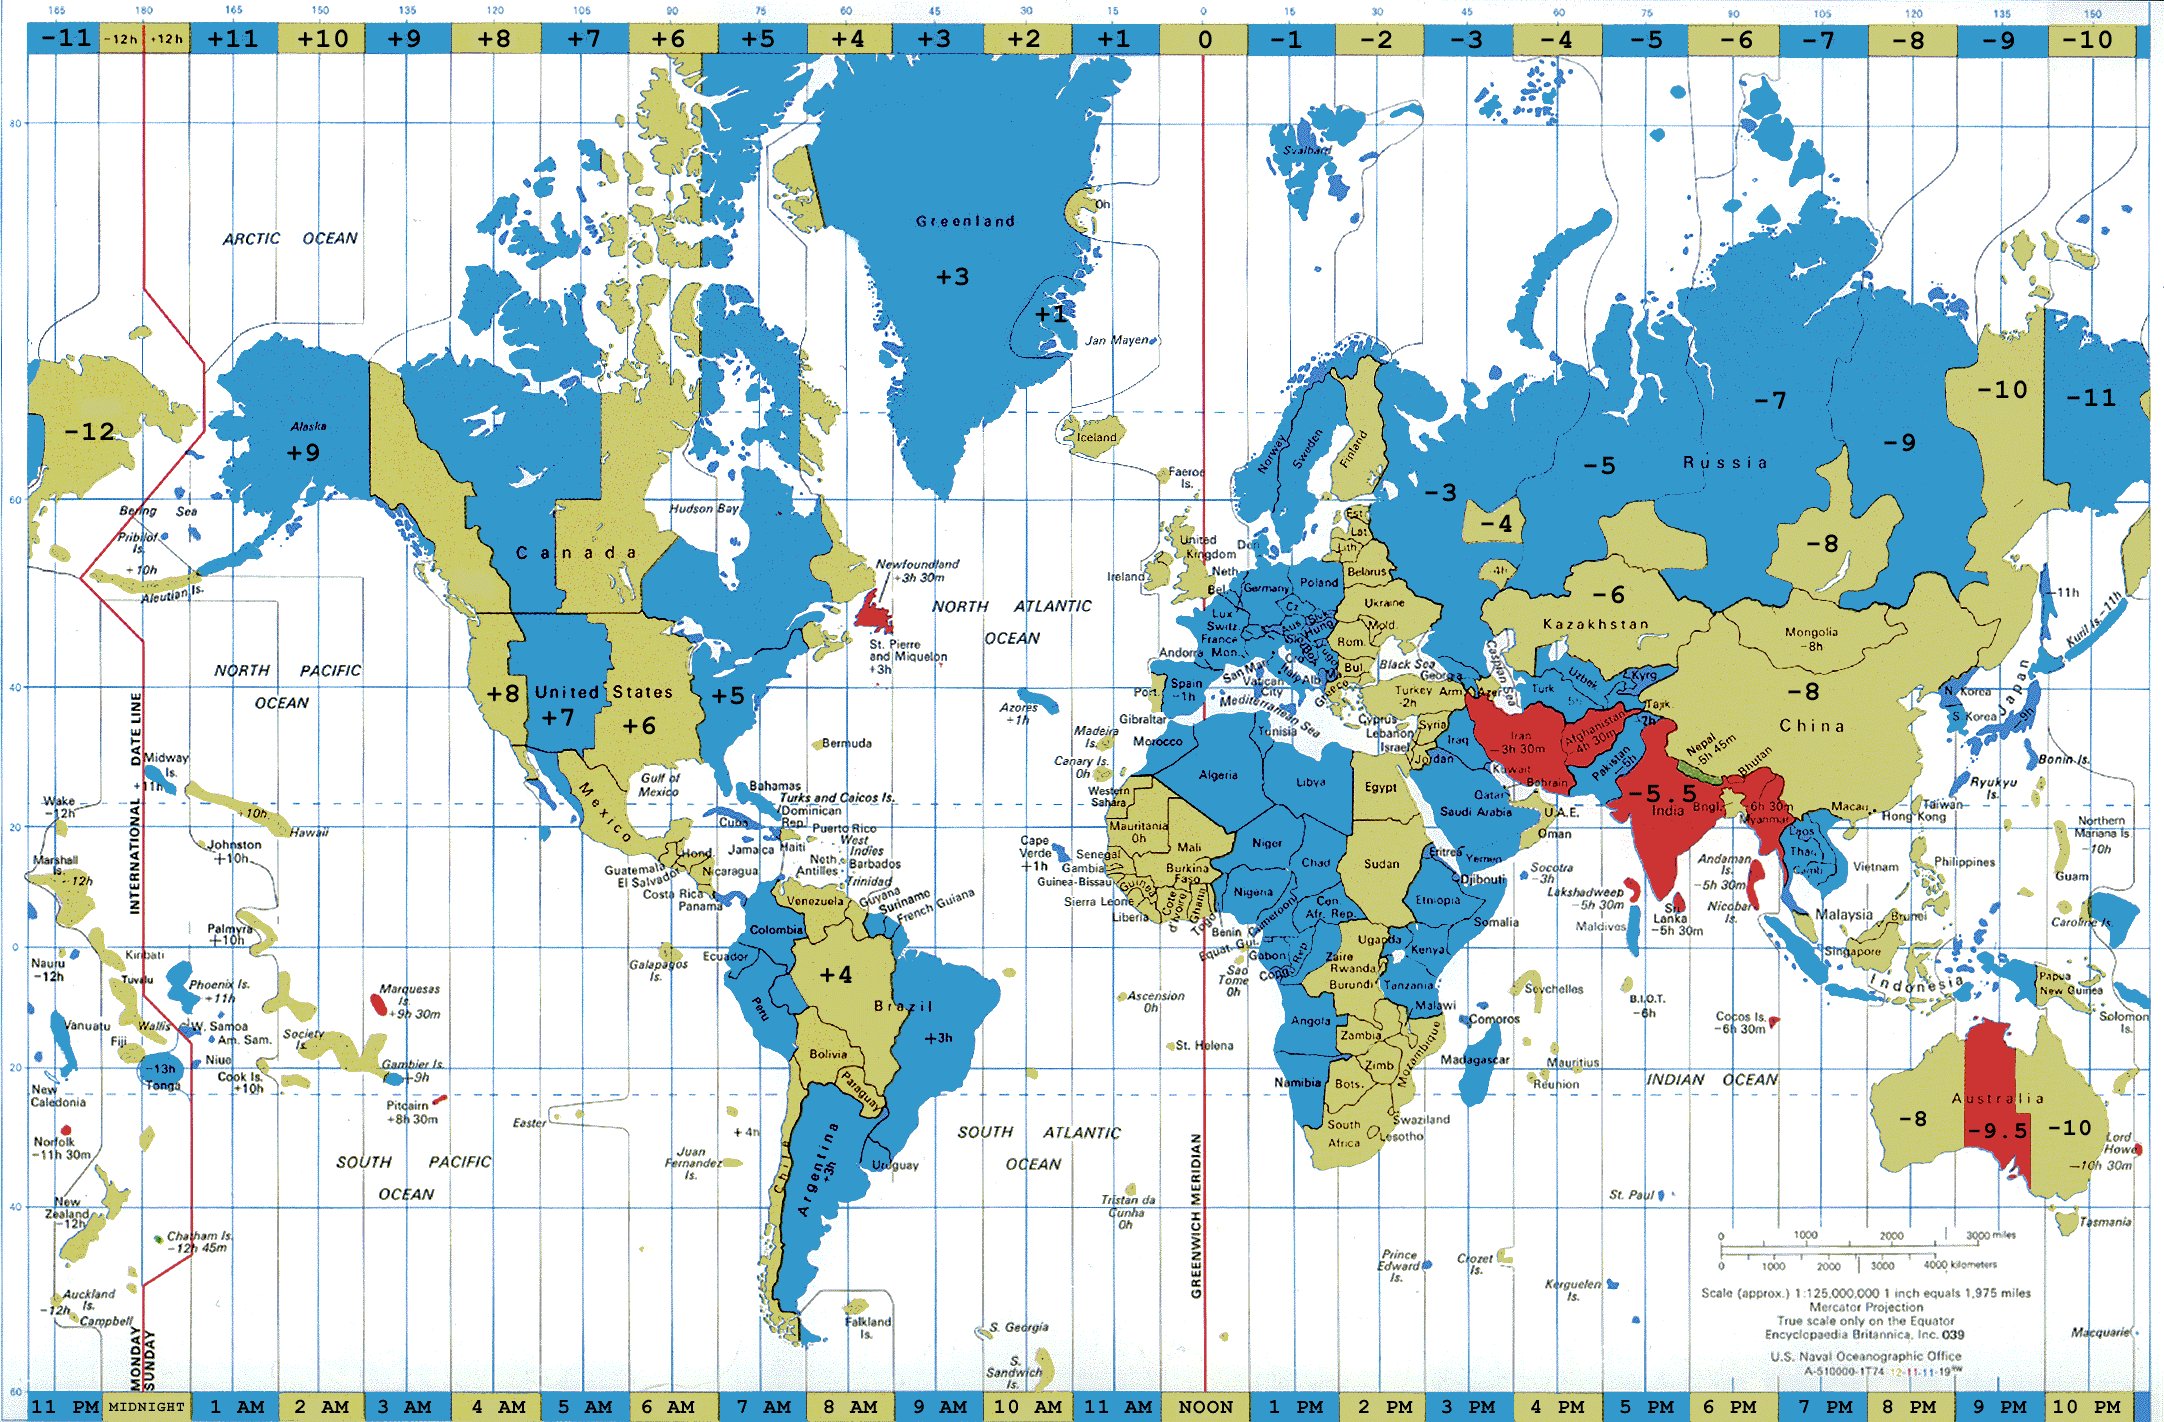 165 180 165 150 135 120 105 90 75 60 45 30 15 0 15 30 45 60 75 90 105 120 135 150
-11 -12h +12h +11 +10 +9 +8 +7 +6 +5 +4 +3 +2 +1 0 -1 -2 -3 -4 -5 -6 -7 -8 -9 -10
80
Svalbard
0h
Greenland
ARCTIC OCEAN
+3
+1
Jan Mayen
-12
Alaska
+9
-10
-11
-7
-9
Iceland
Norway
Sweden
Finland
-5
Russia
-3
Faeroe
Is.
60
Bering Sea
Hudson Bay
-4
-8
Pribilof
Is.
+10h
Aleutian Is.
Canada
Est.
Lat
Lith.
United
Kingdom
Den
Ireland
Neth.
Belarus
4h
Newfoundland
+3h 30m
NORTH ATLANTIC
OCEAN
Bel.
Germany
Poland
Lux
Cz
Ukraine
-6
Kazakhstan
-11h
Kuril Is. -11h
Switz.
Aus
Slvk
Hung
Mold.
France
Mon.
Rom.
Mongolia
-8h
St. Pierre
and Miquelon
+3h
Andorra
San Mar.
Italy
Alb
Bul.
Black Sea
Georgia
Caspian Sea
Uzbek
Kyrg
NORTH PACIFIC
OCEAN
40
+8
United States
+7
+6
+5
Azores
+1h
Port.
Spain
-1h
Vatican
City
Greece
Turkey
-2h
Arm
Azer
Turk
5h
Tajik.
-8
China
N. Korea
S. Korea
Japan
-9h
Gibraltar
Mediterranean Sea
Cyprus
Lebanon
Israel
Syria
Iraq
Iran
-3h 30m
Afghanistan
-4h 30m
Madeira
Is.
Morocco
Tunisia
Jordan
Kuwait
Pakistan
-5h
Nepal
-5h 45m
Bhutan
Bermuda
Canary Is.
0h
Algeria
Libya
Egypt
Bahrain
Qatar
Bonin Is.
Midway
Is.
+11h
Gulf of
Mexico
Mexico
Bahamas
Turks and Caicos Is.
Western
Sahara
Saudi Arabia
U.A.E.
Oman
-5.5
India
Bngl.
-6h 30m
Myanmar
Macau
Hong Kong
Taiwan
Ryukyu
Is.
Wake
-12h
+10h
Hawaii
Cuba
Dominican
Rep.
Puerto Rico
West
Indies
Jamaica
Haiti
20
Johnston
+10h
Mauritania
0h
Mali
Niger
Chad
Sudan
Eritrea
Yemen
Laos
Thai.
Camb
Vietnam
Philippines
Northern
Mariana Is.
-10h
Guam
Marshall
Is.
-12h
Guatemala
Hond
El Salvador
Nicaragua
Neth.
Antilles
Barbados
Trinidad
Cape
Verde
+1h
Senegal
Gambia
Guinea-Bissau
Guinea
Burkina
Faso
Nigeria
Djibouti
Socotra
-3h
Lakshadweep
-5h 30m
Andaman
Is.
-5h 30m
Nicobar
Is.
Costa Rica
Panama
Venezuela
Guyana
Suriname
French Guiana
Sierra Leone
Liberia
Cote
d'Ivoire
Ghana
Togo
Benin
Cameroon
Cen.
Afr. Rep.
Ethiopia
Somalia
Maldives
Sri
Lanka
-5h 30m
Malaysia
Brunei
Caroline Is.
Palmyra
+10h
Colombia
Equat. Gui.
Uganda
Kenya
Singapore
0
Nauru
-12h
Kiribati
Tuvalu
Galapagos
Is.
Ecuador
+4
Sao
Tome
0h
Gabon
Zaire
Rwanda
Burundi
Tanzania
Indonesia
Papua
New Guinea
Phoenix Is.
+11h
Marquesas
Is.
+9h 30m
Peru
Brazil
+3h
Ascension
0h
Malawi
Comoros
Seychelles
B.I.O.T.
-6h
Cocos Is.
-6h 30m
Solomon
Is.
Vanuatu
Wallis
W. Samoa
Am. Sam.
Fiji
Society
Is.
Angola
Zambia
St. Helena
Bolivia
Niue
20
-13h
Tonga
Cook Is.
+10h
Gambier Is.
+9h
Paraguay
Zimb
Mozambique
Madagascar
Mauritius
Reunion
INDIAN OCEAN
New
Caledonia
Namibia
Bots.
Australia
Pitcairn
+8h 30m
Easter
Swaziland
Lesotho
South
Africa
-8
-9.5
-10
Norfolk
-11h 30m
+4h
Lord
Howe
-10h 30m
SOUTH ATLANTIC
OCEAN
SOUTH PACIFIC
OCEAN
Juan
Fernandez
Is.
Chile
Argentina
+3h
Uruguay
INTERNATIONAL DATE LINE
GREENWICH MERIDIAN
New
Zealand
-12h
40
Tristan da
Cunha
0h
St. Paul
Tasmania
Chatham Is.
-12h 45m
Prince
Edward
Is.
Crozet
Is.
Kerguelen
Is.
0 1000 2000 3000 miles
0 1000 2000 3000 4000 kilometers
Scale (approx.) 1:125,000,000 1 inch equals 1,975 miles
Mercator Projection
True scale only on the Equator
Encyclopaedia Britannica, Inc. 039
U.S. Naval Oceanographic Office
Auckland
Is.
-12h
Campbell
Falkland
Is.
S. Georgia
S.
Sandwich
Is.
Macquarie
MONDAY
SUNDAY
60
11 PM MIDNIGHT 1 AM 2 AM 3 AM 4 AM 5 AM 6 AM 7 AM 8 AM 9 AM 10 AM 11 AM NOON 1 PM 2 PM 3 PM 4 PM 5 PM 6 PM 7 PM 8 PM 9 PM 10 PM